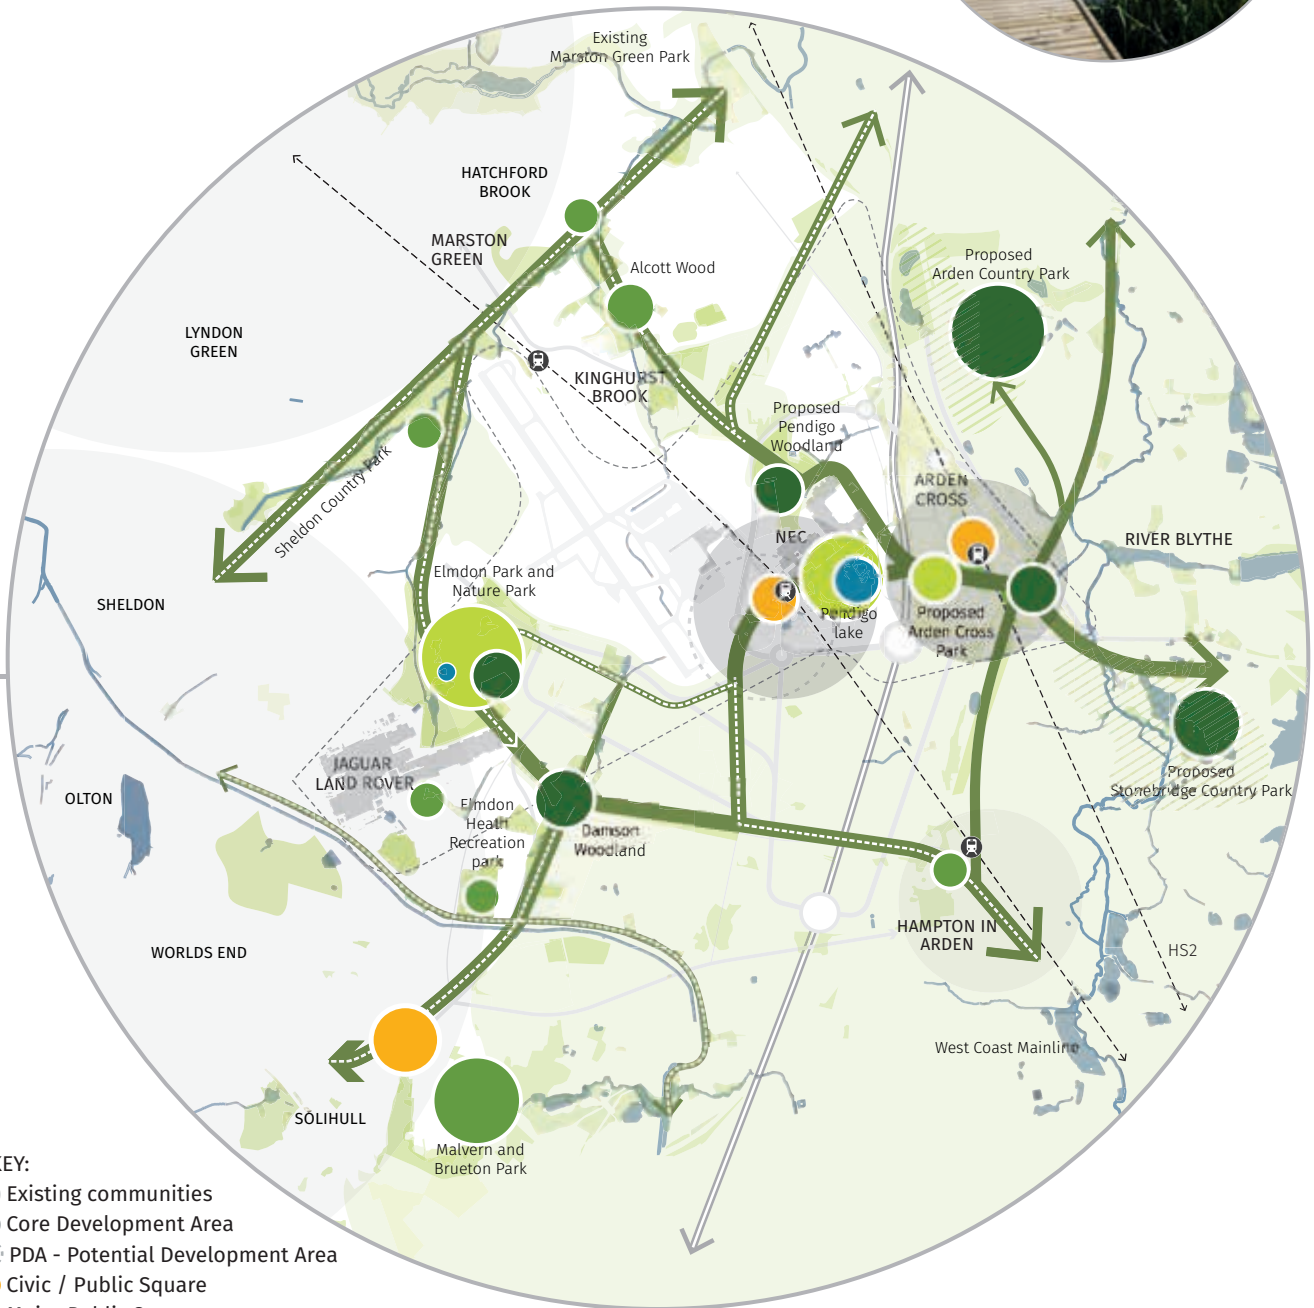 Existing
Marston Green Park
HATCHFORD
BROOK
MARSTON
GREEN
Alcott Wood
Proposed
Arden Country Park
LYNDON
GREEN
KINGHURST
BROOK
Proposed
Pendigo
Woodland
Sheldon Country Park
ARDEN
CROSS
NEC
RIVER BLYTHE
Elmdon Park and
Nature Park
SHELDON
Pendigo
lake
Proposed
Arden Cross
Park
JAGUAR
LAND ROVER
Proposed
Stonebridge Country Park
OLTON
Elmdon
Heath
Recreation
park
Damson
Woodland
WORLDS END
HAMPTON IN
ARDEN
HS2
West Coast Mainline
SOLIHULL
Malvern and
Brueton Park
KEY:
Existing communities
Core Development Area
PDA - Potential Development Area
Civic / Public Square